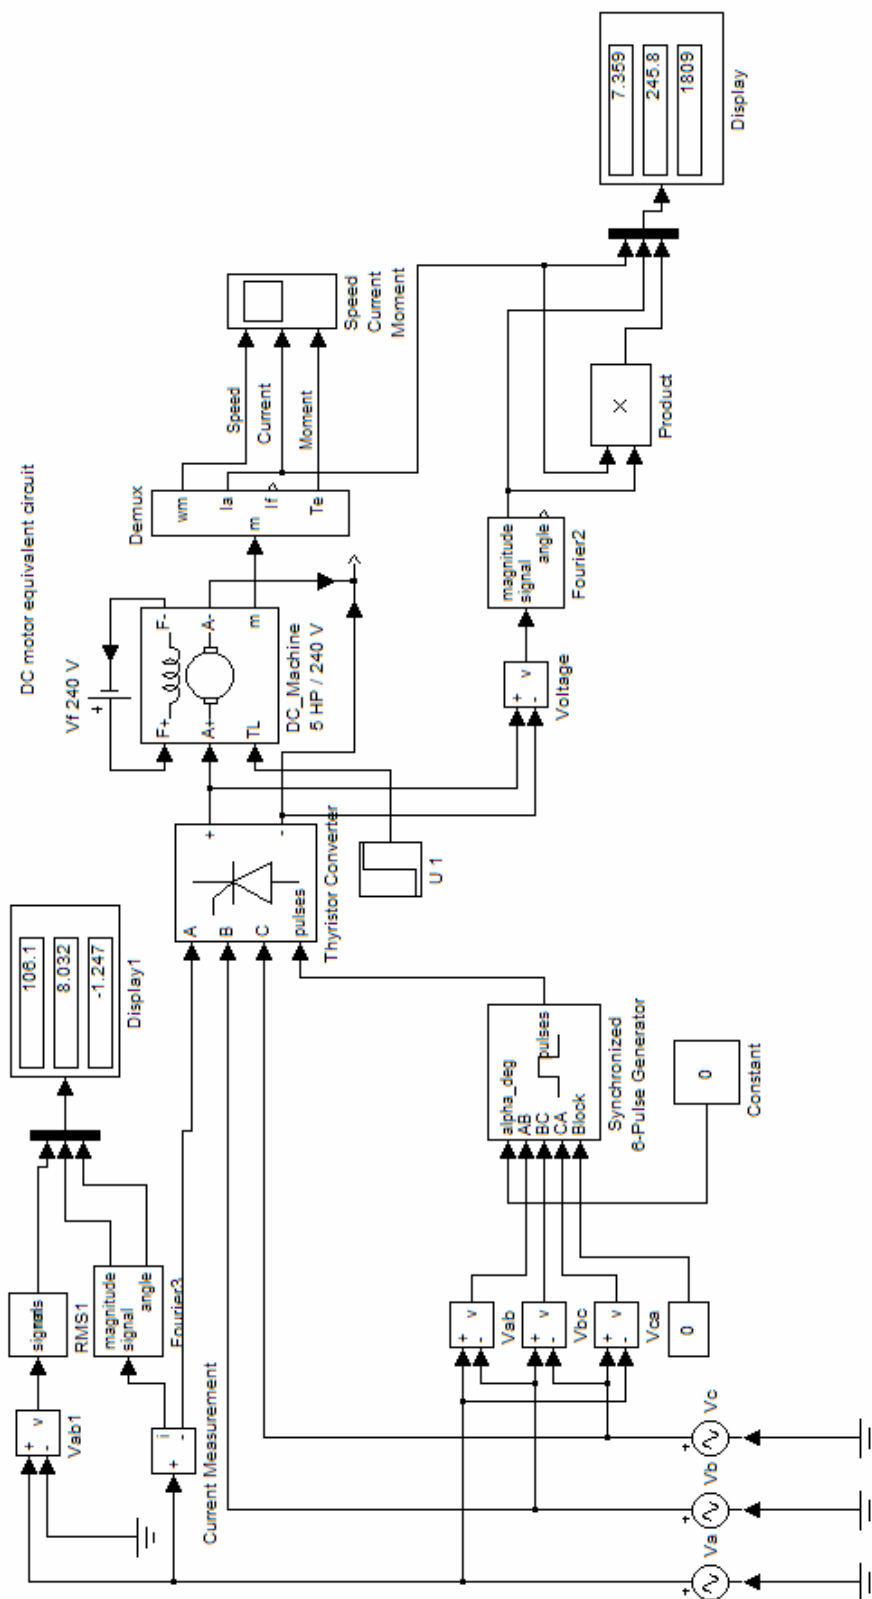 DC motor equivalent circuit
Vf 240 V
+
F+
F-
A+
A-
TL
m
DC_Machine
5 HP / 240 V
Demux
m
wm
Ia
If
Te
Speed
Current
Moment
Speed
Current
Moment
7.359
245.8
1809
Display
Product
magnitude
signal
angle
Fourier2
+
-
v
Voltage
106.1
8.032
-1.247
Display1
RMS1
magnitude
signal
angle
Fourier3
+
-
v
Vab1
+
i
-
Current Measurement
A
B
C
pulses
+
-
Thyristor Converter
U 1
alpha_deg
AB
BC
CA
Block
pulses
Synchronized
6-Pulse Generator
0
Constant
+
-
v
Vab
+
-
v
Vbc
+
-
v
Vca
0
+
Va
+
Vb
+
Vc